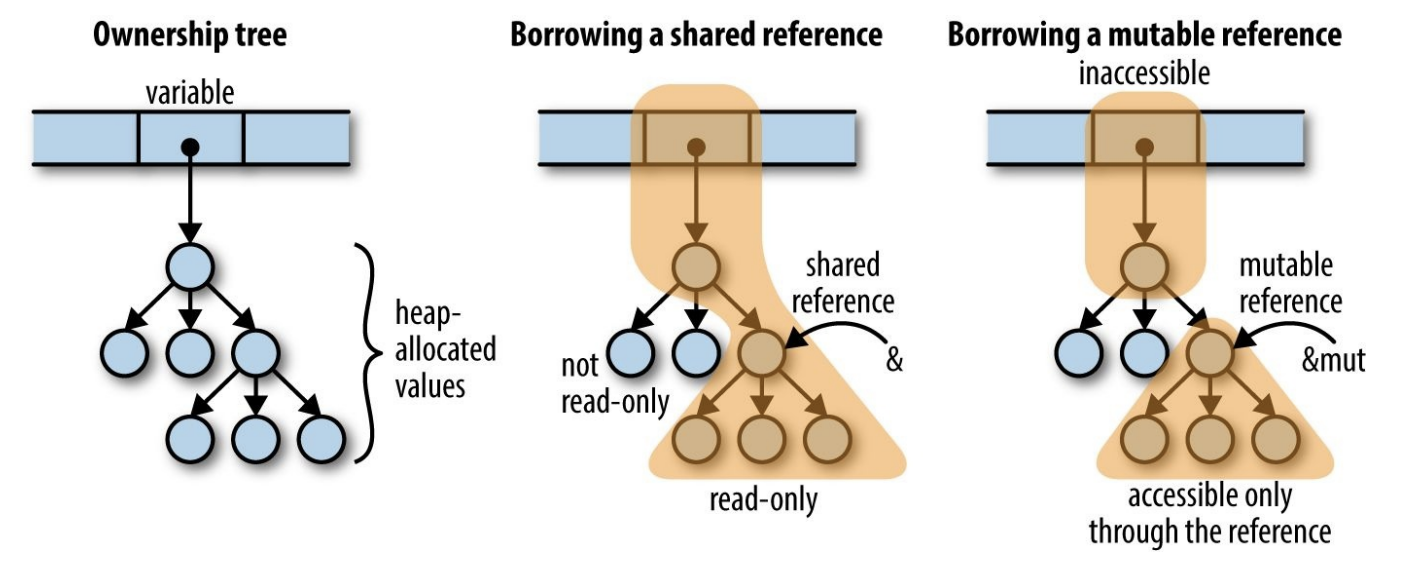 Ownership tree
variable
heap-
allocated
values
Borrowing a shared reference
shared
reference
&
not
read-only
read-only
Borrowing a mutable reference
inaccessible
mutable
reference
&mut
accessible only
through the reference